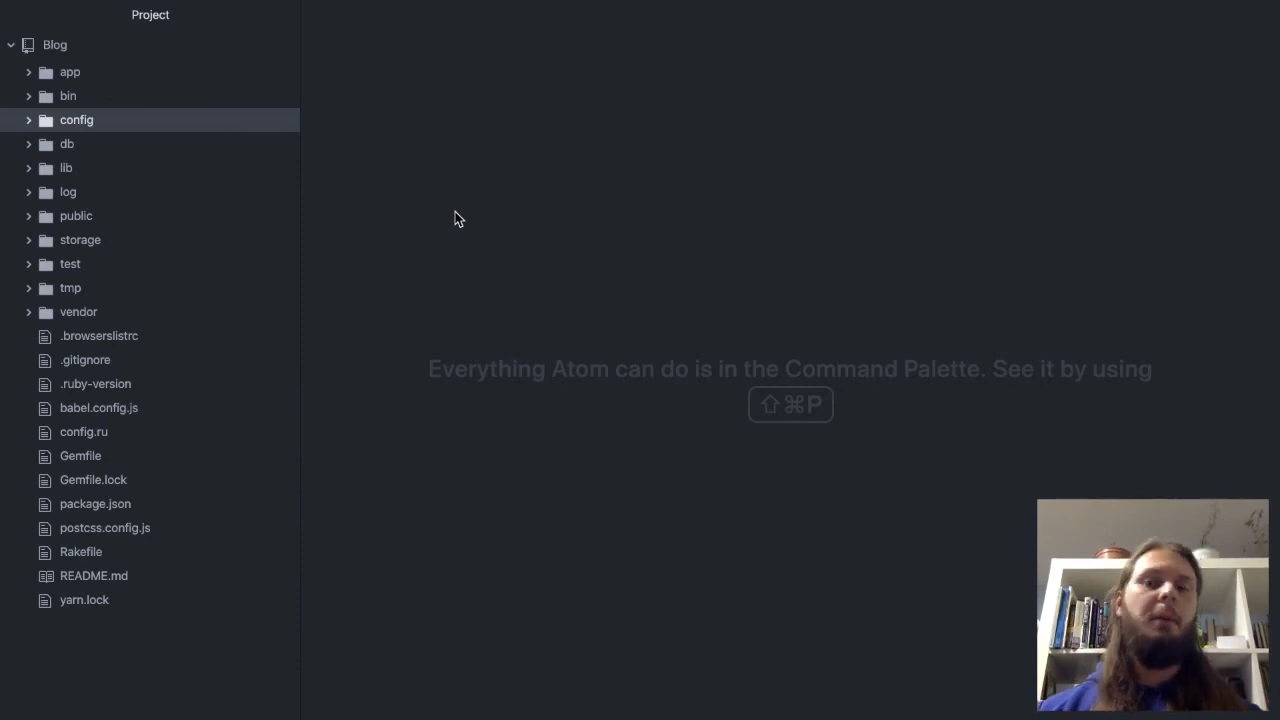 Project
Blog
app
bin
config
db
lib
log
public
storage
test
tmp
vendor
.browserslistrc
.gitignore
.ruby-version
babel.config.js
config.ru
Gemfile
Gemfile.lock
package.json
postcss.config.js
Rakefile
README.md
yarn.lock
Everything Atom can do is in the Command Palette. See it by using
⇧⌘P